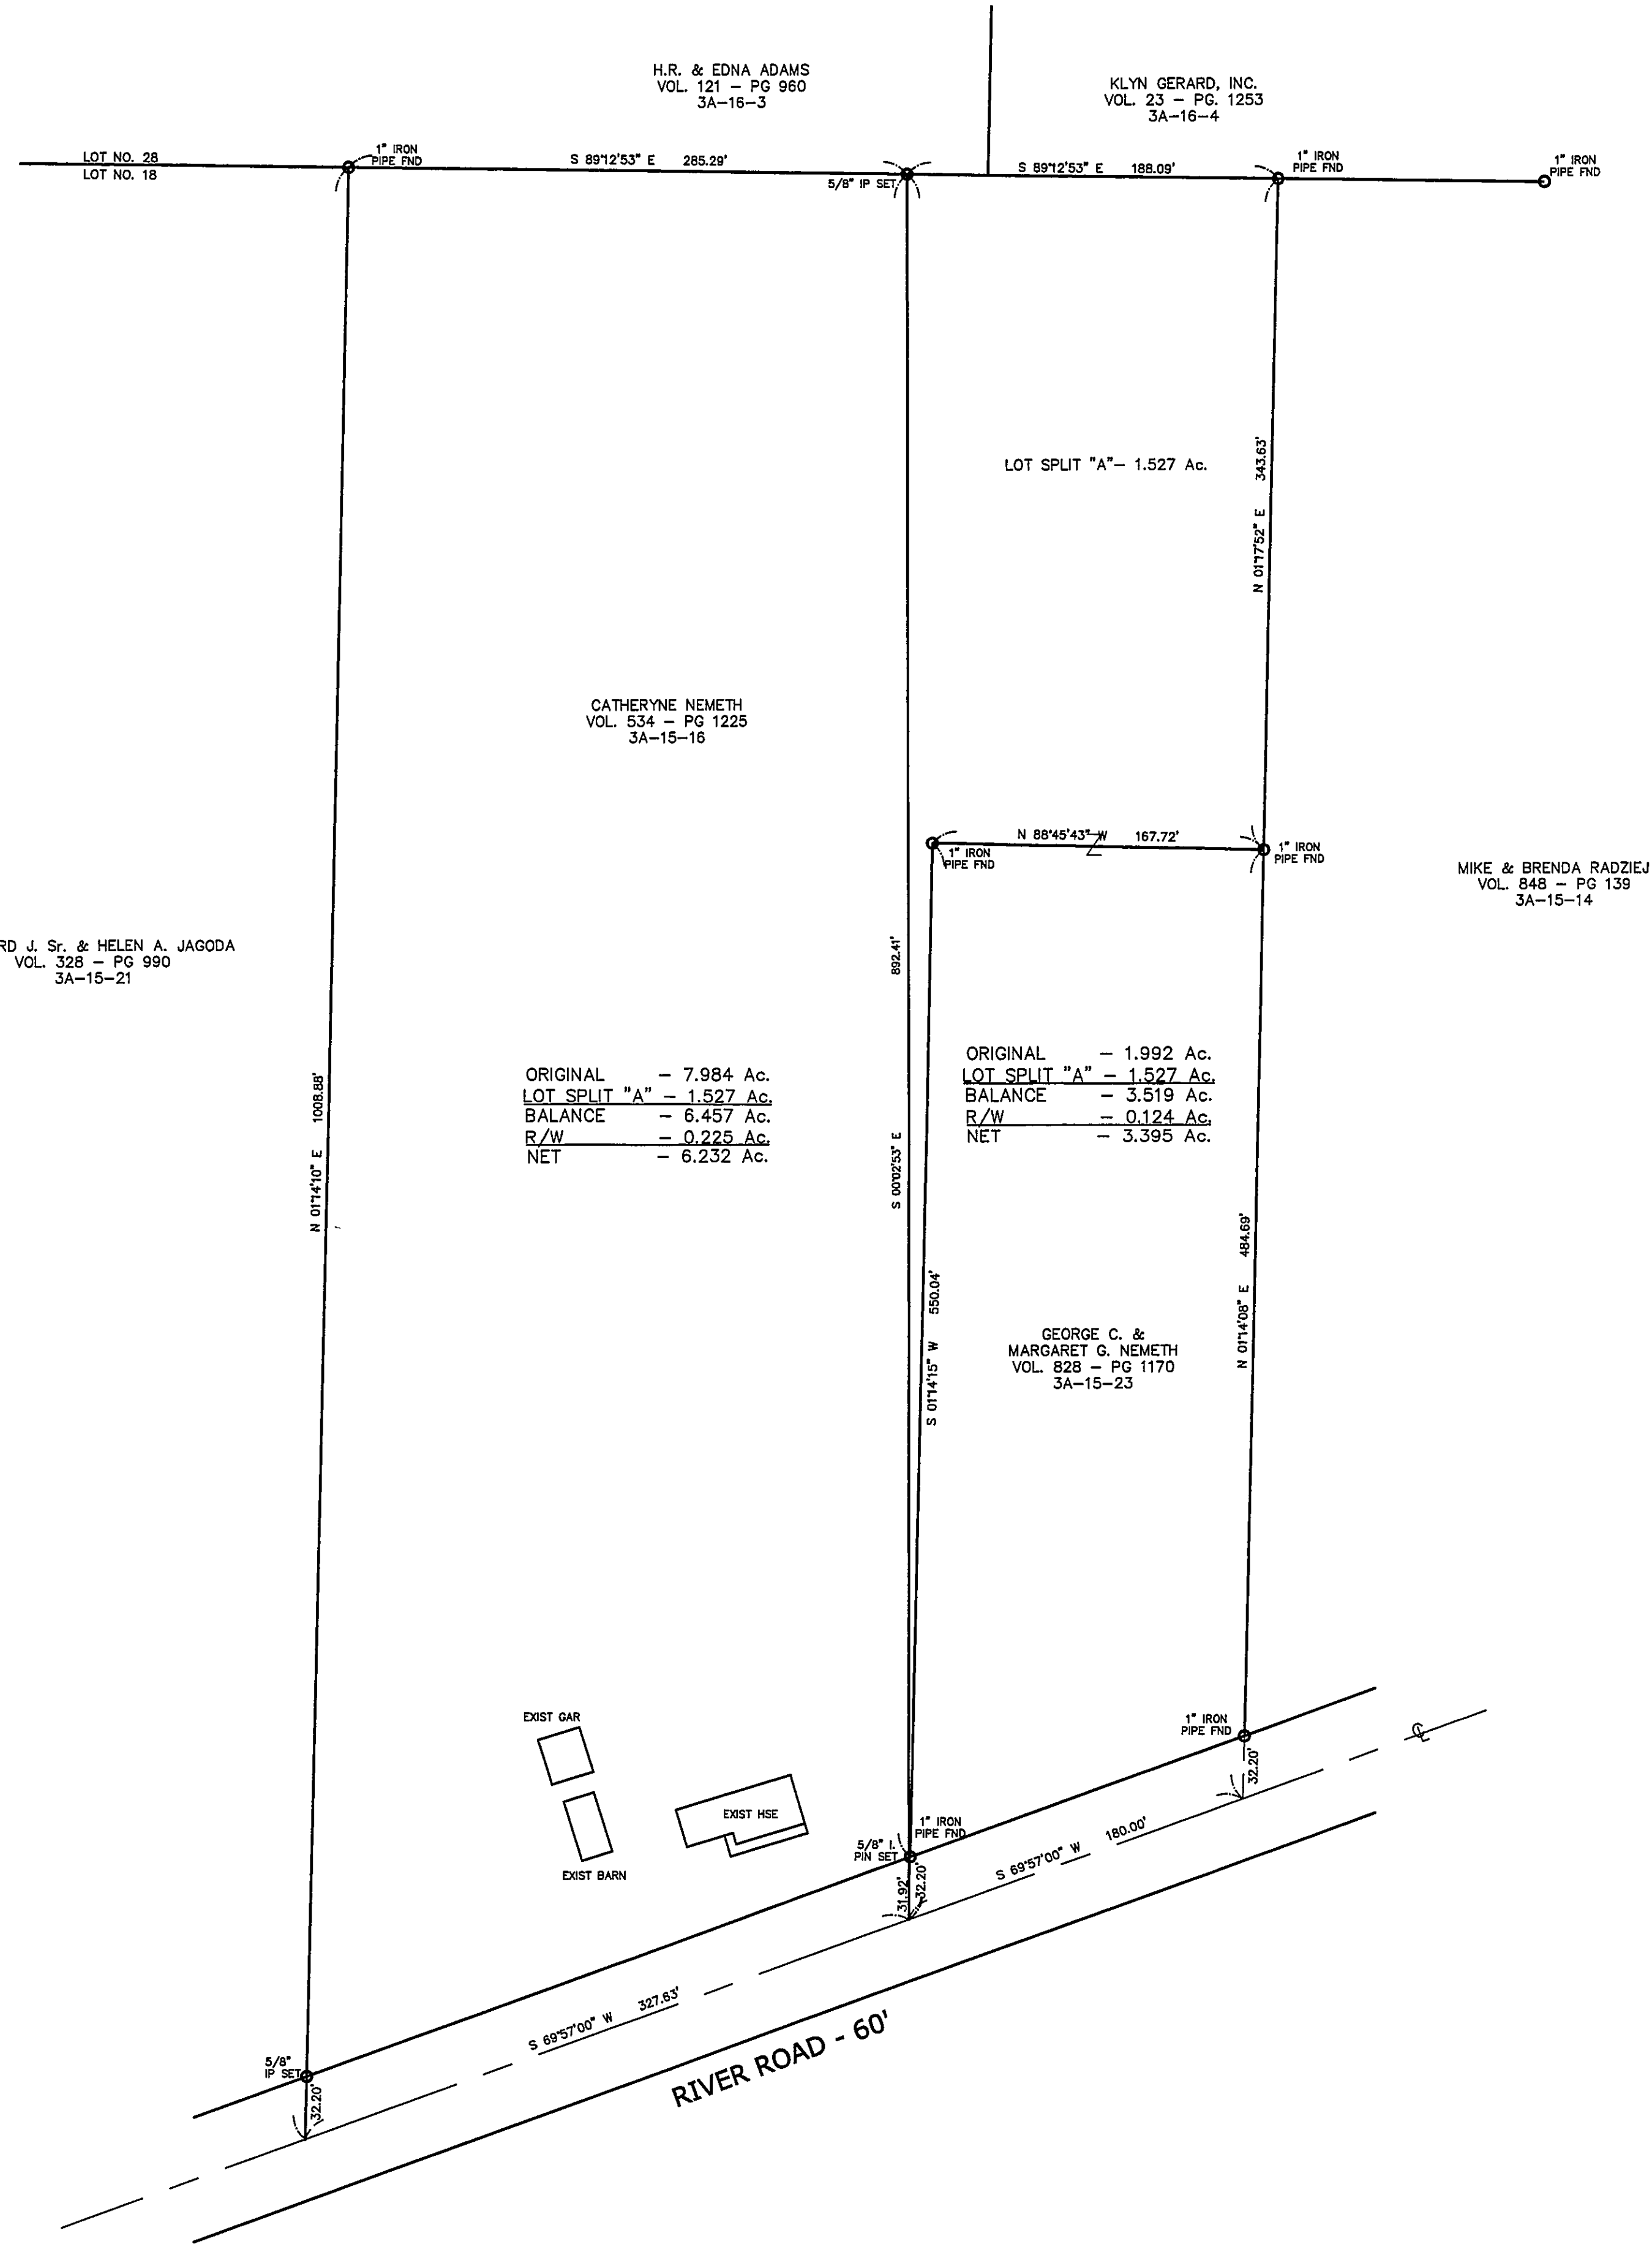 H.R. & EDNA ADAMS
VOL. 121 – PG 960
3A–16–3
KLYN GERARD, INC.
VOL. 23 – PG. 1253
3A–16–4
LOT NO. 28
LOT NO. 18
1" IRON
PIPE FND
S 89°12'53" E 285.29'
5/8" IP SET
S 89°12'53" E 188.09'
1" IRON
PIPE FND
1" IRON
PIPE FND
LOT SPLIT "A"– 1.527 Ac.
N 01°17'52" E 343.63'
CATHERYNE NEMETH
VOL. 534 – PG 1225
3A–15–16
N 88°45'43" W 167.72'
1" IRON
PIPE FND
1" IRON
PIPE FND
MIKE & BRENDA RADZIEJ
VOL. 848 – PG 139
3A–15–14
RD J. Sr. & HELEN A. JAGODA
VOL. 328 – PG 990
3A–15–21
N 01°14'10" E 1008.88'
ORIGINAL – 7.984 Ac.
LOT SPLIT "A" – 1.527 Ac.
BALANCE – 6.457 Ac.
R/W – 0.225 Ac.
NET – 6.232 Ac.
S 00°02'53" E 892.41'
S 01°14'15" W 550.04'
ORIGINAL – 1.992 Ac.
LOT SPLIT "A" – 1.527 Ac.
BALANCE – 3.519 Ac.
R/W – 0.124 Ac.
NET – 3.395 Ac.
N 01°14'08" E 484.69'
GEORGE C. &
MARGARET G. NEMETH
VOL. 828 – PG 1170
3A–15–23
EXIST GAR
EXIST BARN
EXIST HSE
1" IRON
PIPE FND
5/8" I.
PIN SET
1" IRON
PIPE FND
32.20'
31.92'
32.20'
S 69°57'00" W 180.00'
S 69°57'00" W 327.63'
5/8"
IP SET
32.20'
RIVER ROAD - 60'